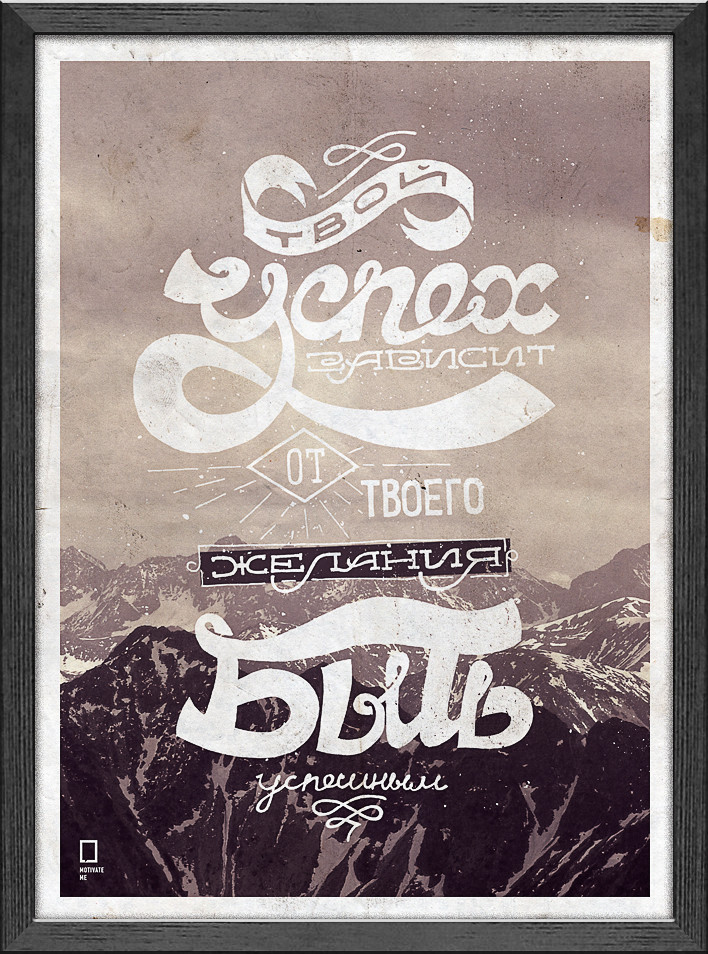 ТВОЙ
Успех
ЗАВИСИТ
ОТ
ТВОЕГО
ЖЕЛАНИЯ
Быть
успешным
MOTIVATE
ME